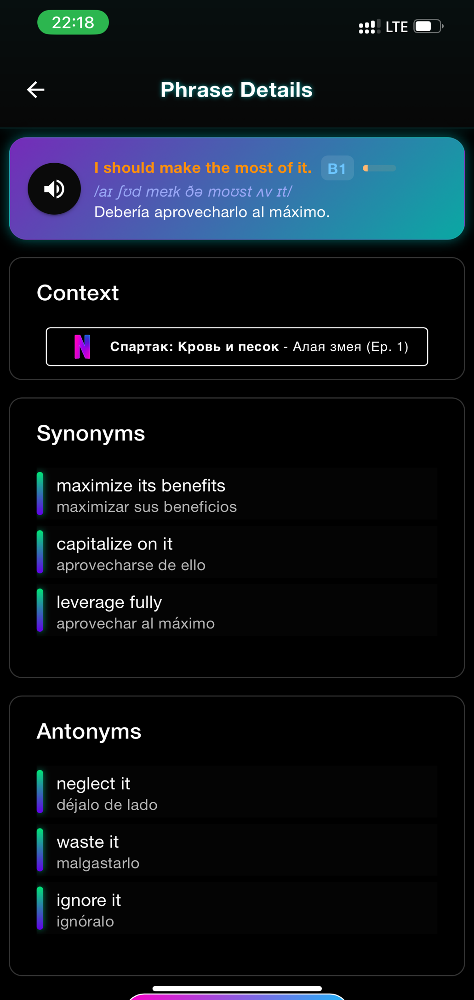 22:18
LTE
Phrase Details
I should make the most of it. B1
/aɪ ʃʊd meɪk ðə moʊst ʌv ɪt/
Debería aprovecharlo al máximo.
Context
N Спартак: Кровь и песок - Алая змея (Ep. 1)
Synonyms
maximize its benefits
maximizar sus beneficios
capitalize on it
aprovecharse de ello
leverage fully
aprovechar al máximo
Antonyms
neglect it
déjalo de lado
waste it
malgastarlo
ignore it
ignóralo